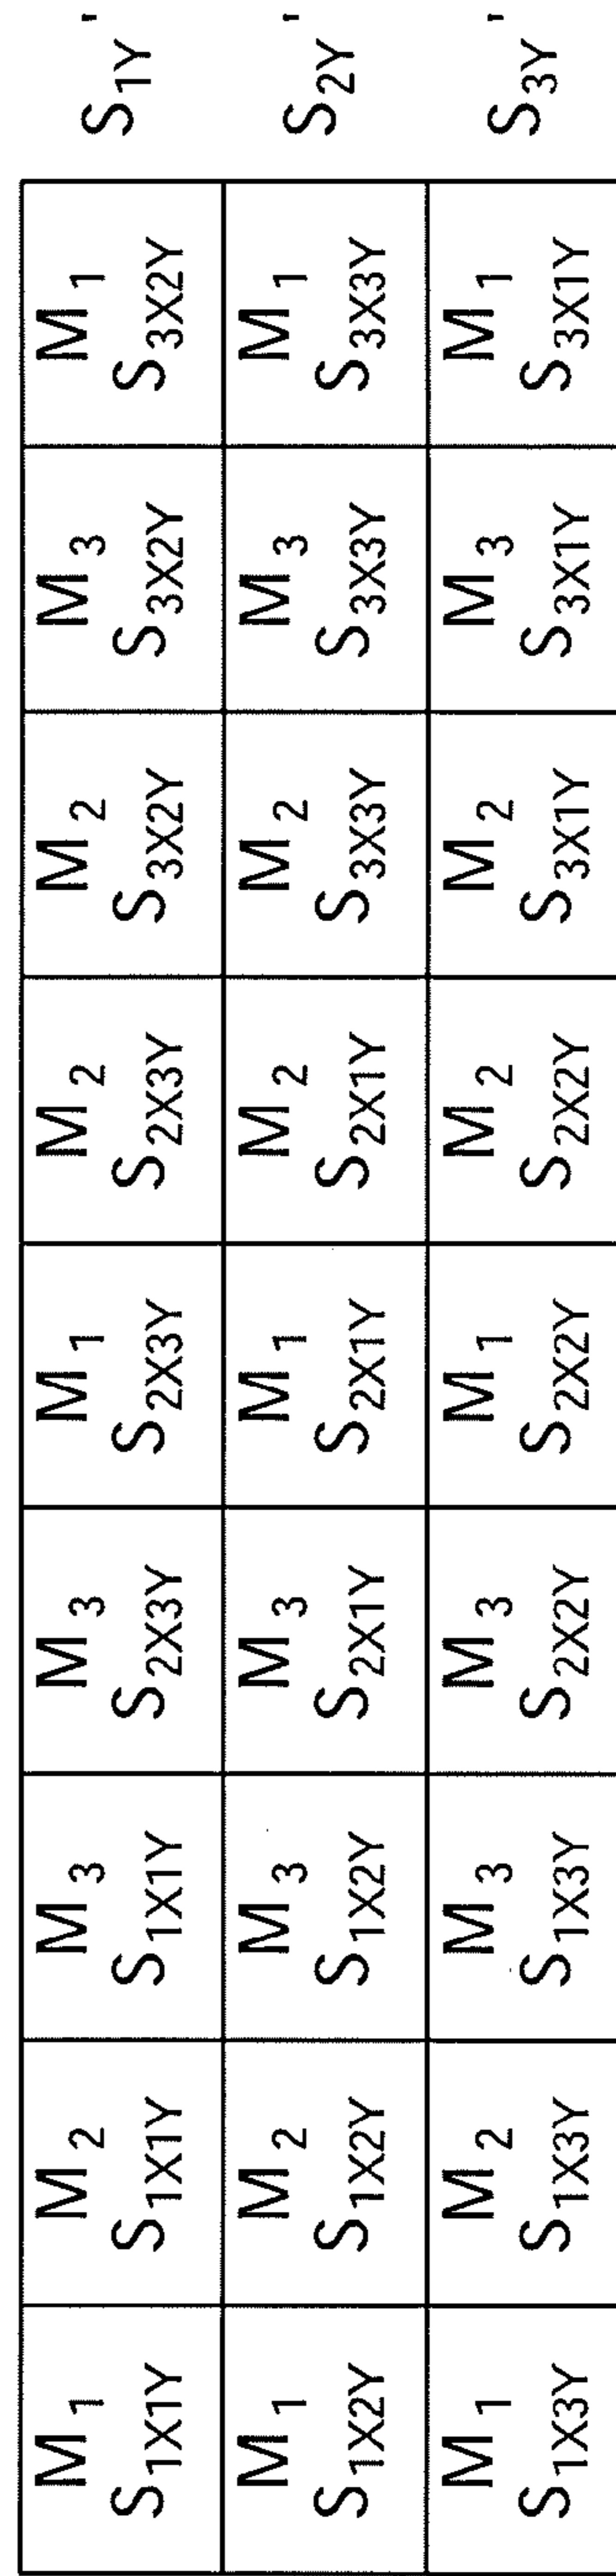 M1 M2 M3 M3 M1 M2 M2 M3 M1
S1X1Y S1X1Y S1X1Y S2X3Y S2X3Y S2X3Y S3X2Y S3X2Y S3X2Y S1Y'
M1 M2 M3 M3 M1 M2 M2 M3 M1
S1X2Y S1X2Y S1X2Y S2X1Y S2X1Y S2X1Y S3X3Y S3X3Y S3X3Y S2Y'
M1 M2 M3 M3 M1 M2 M2 M3 M1
S1X3Y S1X3Y S1X3Y S2X2Y S2X2Y S2X2Y S3X1Y S3X1Y S3X1Y S3Y'